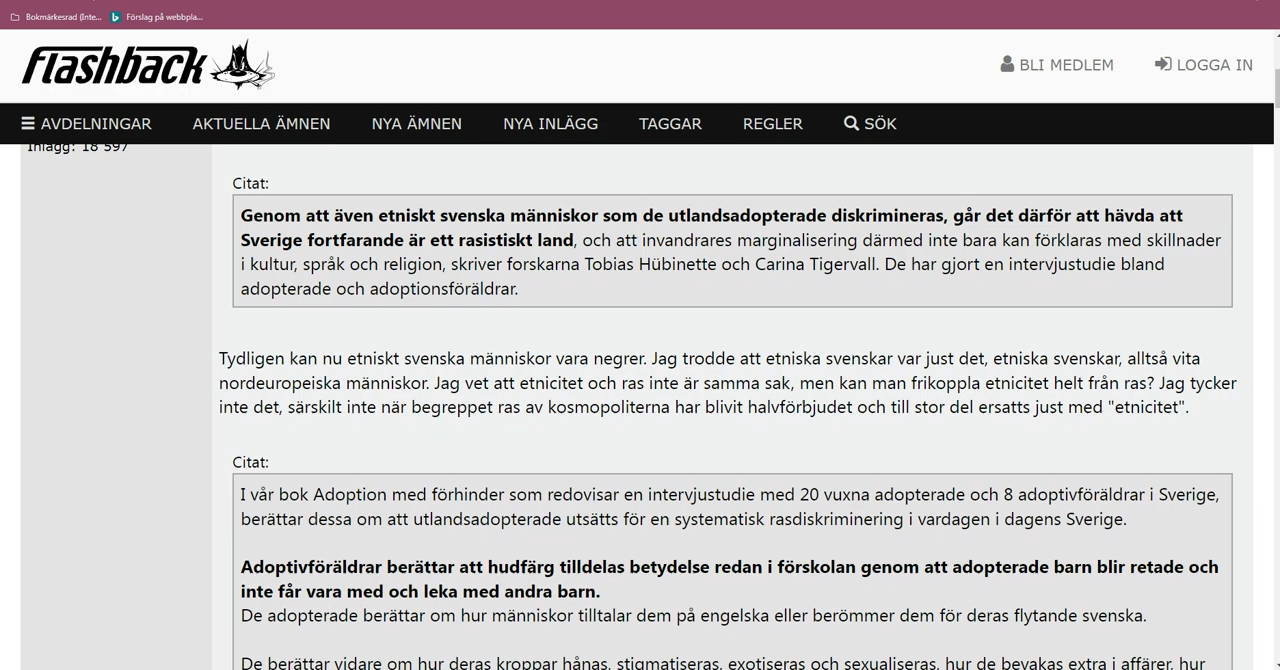 Bokmärkesrad (Inte...
Förslag på webbpla...
flashback
BLI MEDLEM
LOGGA IN
AVDELNINGAR
AKTUELLA ÄMNEN
NYA ÄMNEN
NYA INLÄGG
TAGGAR
REGLER
SÖK
Inlägg: 18 597
Citat:
Genom att även etniskt svenska människor som de utlandsadopterade diskrimineras, går det därför att hävda att
Sverige fortfarande är ett rasistiskt land, och att invandrares marginalisering därmed inte bara kan förklaras med skillnader
i kultur, språk och religion, skriver forskarna Tobias Hübinette och Carina Tigervall. De har gjort en intervjustudie bland
adopterade och adoptionsföräldrar.
Tydligen kan nu etniskt svenska människor vara negrer. Jag trodde att etniska svenskar var just det, etniska svenskar, alltså vita
nordeuropeiska människor. Jag vet att etnicitet och ras inte är samma sak, men kan man frikoppla etnicitet helt från ras? Jag tycker
inte det, särskilt inte när begreppet ras av kosmopoliterna har blivit halvförbjudet och till stor del ersatts just med "etnicitet".
Citat:
I vår bok Adoption med förhinder som redovisar en intervjustudie med 20 vuxna adopterade och 8 adoptivföräldrar i Sverige,
berättar dessa om att utlandsadopterade utsätts för en systematisk rasdiskriminering i vardagen i dagens Sverige.
Adoptivföräldrar berättar att hudfärg tilldelas betydelse redan i förskolan genom att adopterade barn blir retade och
inte får vara med och leka med andra barn.
De adopterade berättar om hur människor tilltalar dem på engelska eller berömmer dem för deras flytande svenska.
De berättar vidare om hur deras kroppar hånas, stigmatiseras, exotiseras och sexualiseras, hur de bevakas extra i affärer, hur